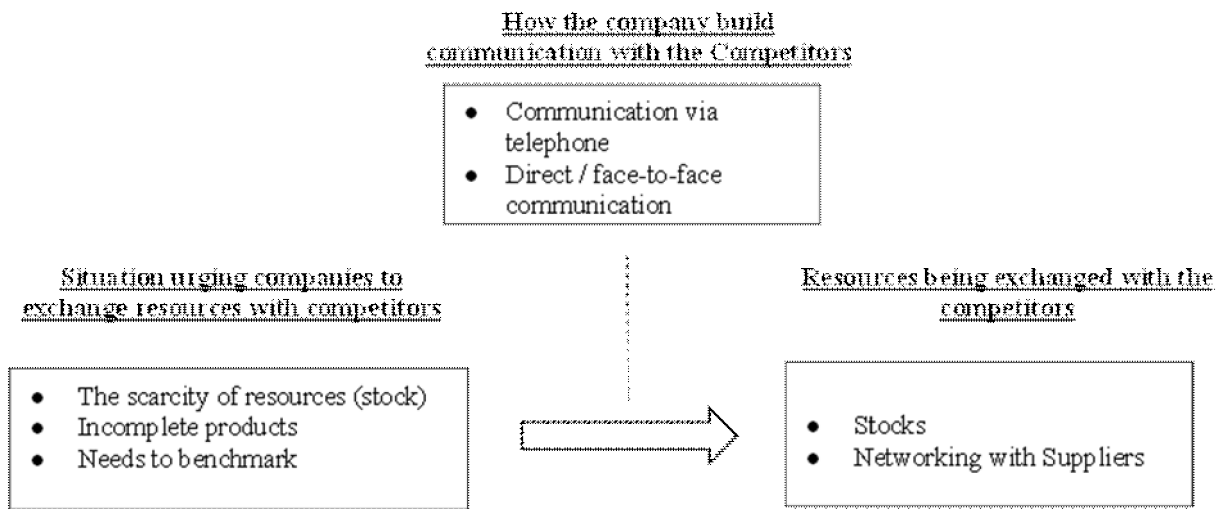 How the company build
communication with the Competitors
● Communication via
telephone
● Direct / face-to-face
communication
Situation urging companies to
exchange resources with competitors
● The scarcity of resources (stock)
● Incomplete products
● Needs to benchmark
Resources being exchanged with the
competitors
● Stocks
● Networking with Suppliers